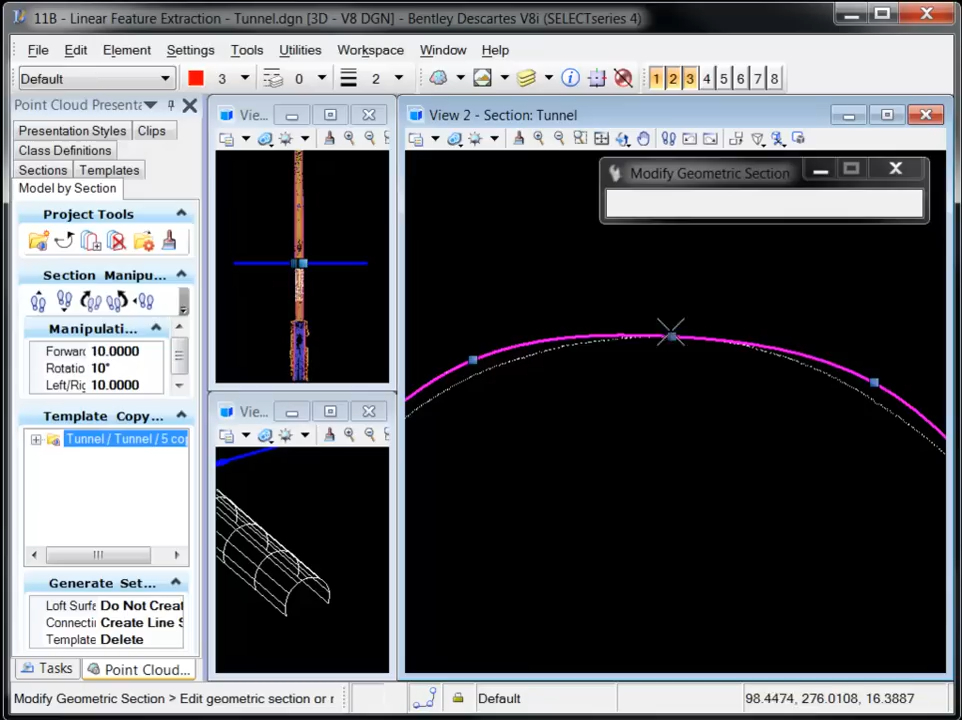 11B - Linear Feature Extraction - Tunnel.dgn [3D - V8 DGN] - Bentley Descartes V8i (SELECTseries 4)
File Edit Element Settings Tools Utilities Workspace Window Help
Default 3 0 2 1 2 3 4 5 6 7 8
Point Cloud Presenta
Presentation Styles Clips
Class Definitions
Sections Templates
Model by Section
Project Tools
Section Manipu...
Manipulati...
Forward 10.0000
Rotatio 10°
Left/Rig 10.0000
Template Copy...
Tunnel / Tunnel / 5 co
Generate Set...
Loft Surfa Do Not Creat
Connecti Create Line S
Template Delete
Tasks Point Cloud...
Vie...
Vie...
View 2 - Section: Tunnel
Modify Geometric Section
Modify Geometric Section > Edit geometric section or r
Default
98.4474, 276.0108, 16.3887